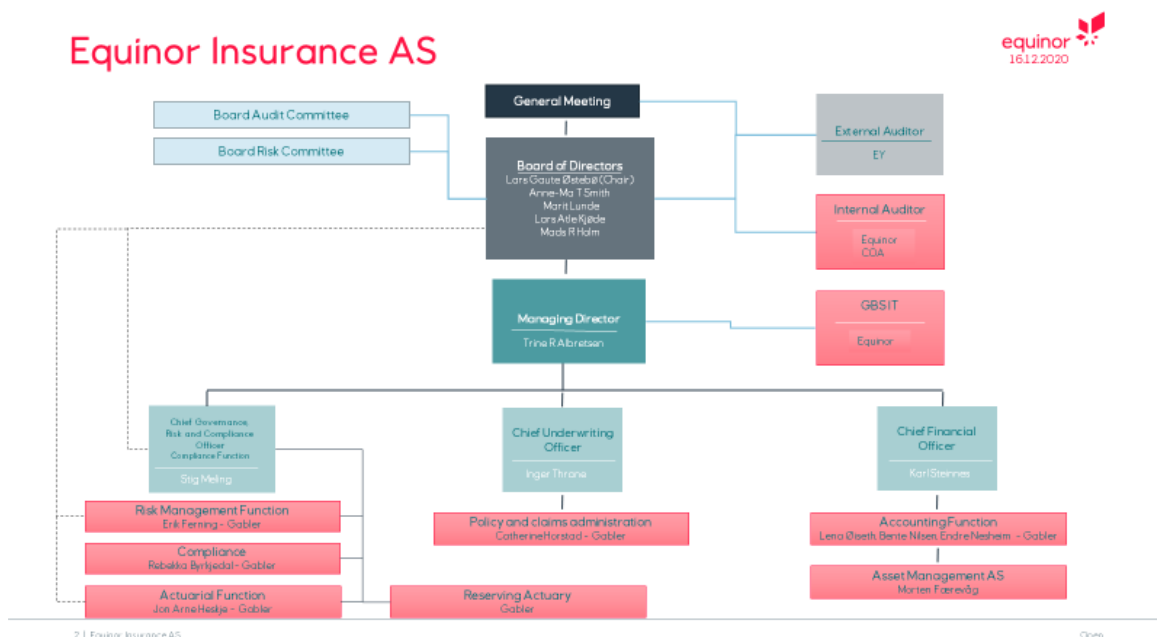 Equinor Insurance AS
equinor
16.12.2020
General Meeting
Board Audit Committee
Board Risk Committee
External Auditor
EY
Board of Directors
Lars Gaute Østebø (Chair)
Anne-Ma T Smith
Marit Lunde
Lars Atle Kjøde
Mads R Holm
Internal Auditor
Equinor
COA
Managing Director
Trine R Albretsen
GBS IT
Equinor
Chief Governance,
Risk and Compliance
Officer
Compliance Function
Stig Meling
Chief Underwriting
Officer
Inger Throne
Chief Financial
Officer
Karl Steinnes
Risk Management Function
Erik Ferning - Gabler
Compliance
Rebekka Byrkjedal - Gabler
Actuarial Function
Jon Arne Heskje - Gabler
Reserving Actuary
Gabler
Policy and claims administration
Catherine Horstad - Gabler
Accounting Function
Lena Øiseth, Bente Nilsen, Endre Nesheim - Gabler
Asset Management AS
Morten Færevåg
2 | Equinor Insurance AS
Open